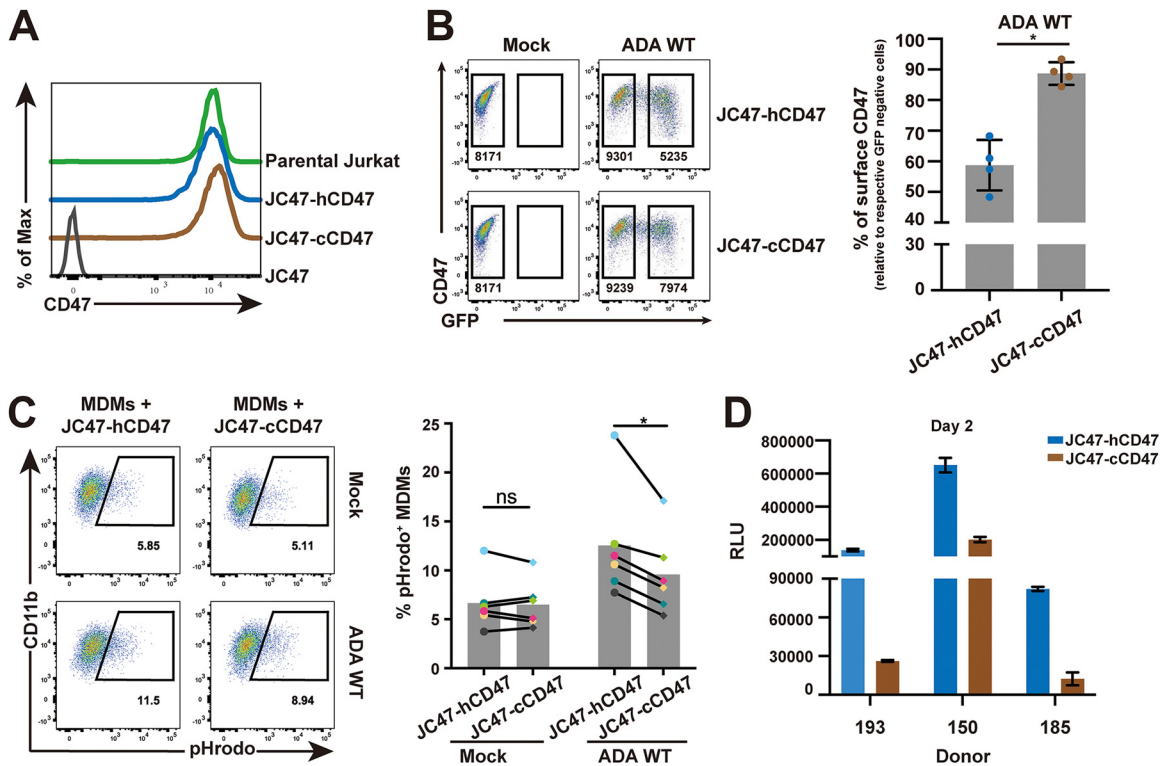 A
% of Max
Parental Jurkat
JC47-hCD47
JC47-cCD47
JC47
0 10³ 10⁴
CD47
B
Mock ADA WT
8171 9301 5235
JC47-hCD47
8171 9239 7974
JC47-cCD47
CD47
GFP
ADA WT
*
% of surface CD47
(relative to respective GFP negative cells)
100
90
80
70
60
50
40
30
0
JC47-hCD47 JC47-cCD47
C
MDMs + MDMs +
JC47-hCD47 JC47-cCD47
5.85 5.11
Mock
11.5 8.94
ADA WT
CD11b
pHrodo
% pHrodo⁺ MDMs
25
20
15
10
5
0
ns *
JC47-hCD47 JC47-cCD47 JC47-hCD47 JC47-cCD47
Mock ADA WT
D
Day 2
JC47-hCD47
JC47-cCD47
RLU
800000
600000
400000
200000
90000
60000
30000
0
193 150 185
Donor